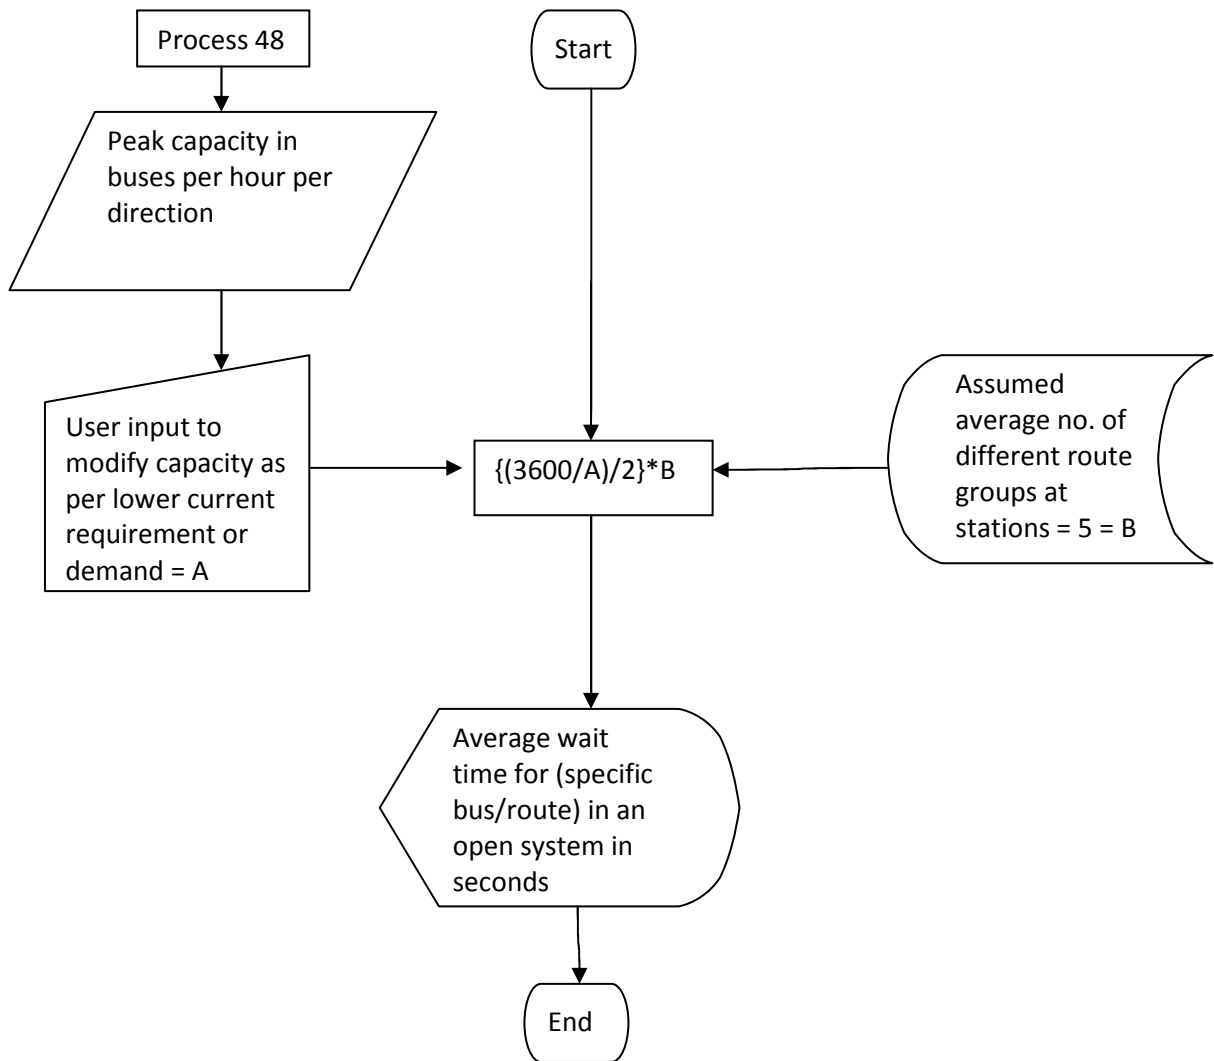 Process 48
Start
Peak capacity in
buses per hour per
direction
User input to
modify capacity as
per lower current
requirement or
demand = A
{(3600/A)/2}*B
Assumed
average no. of
different route
groups at
stations = 5 = B
Average wait
time for (specific
bus/route) in an
open system in
seconds
End